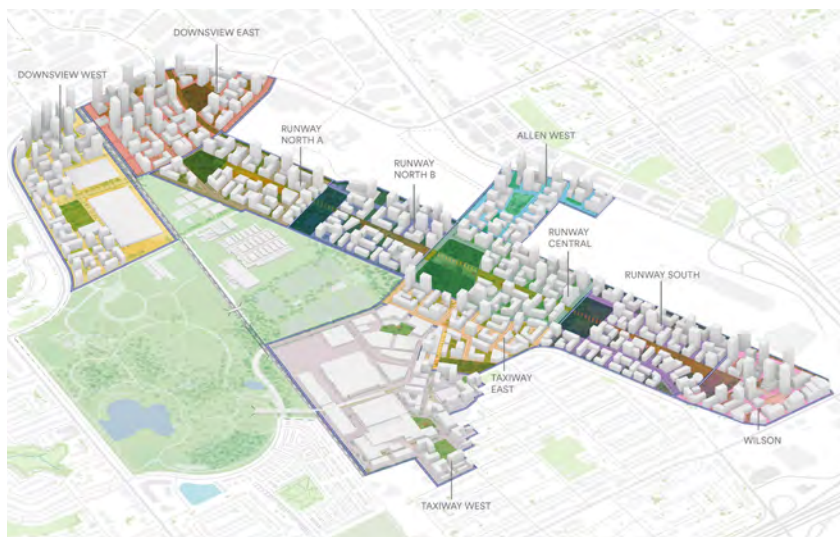 DOWNSVIEW EAST
DOWNSVIEW WEST
RUNWAY
NORTH A
ALLEN WEST
RUNWAY
NORTH B
RUNWAY
CENTRAL
RUNWAY SOUTH
TAXIWAY
EAST
WILSON
TAXIWAY WEST